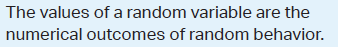 The values of a random variable are the
numerical outcomes of random behavior.